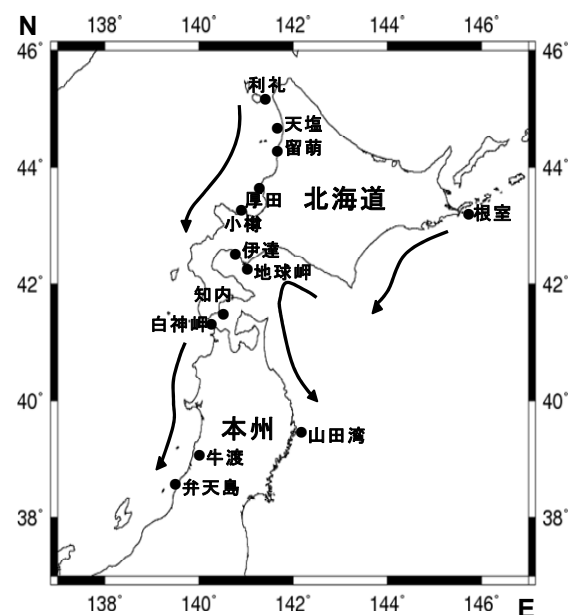 N
138˚
140˚
142˚
144˚
146˚
46˚
46˚
利礼
天塩
留萌
44˚
44˚
厚田
北海道
小樽
根室
伊達
地球岬
42˚
42˚
知内
白神岬
40˚
40˚
本州
山田湾
牛渡
弁天島
38˚
38˚
138˚
140˚
142˚
144˚
146˚
E